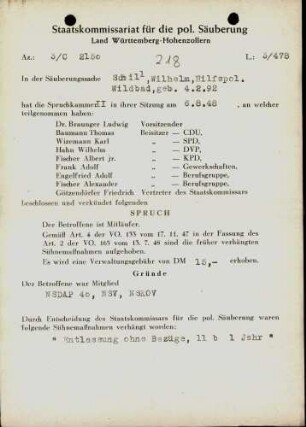 Staatskommissariat für die pol. Säuberung
Land Württemberg-Hohenzollern
Az.: 3/C 2150 L: 3/478
218
In der Säuberungssache Schill, Wilhelm, Hilfspol.
Wildbad, geb. 4.2.92
hat die Spruchkammer II in ihrer Sitzung am 6.8.48 , an welcher
teilgenommen haben:
Dr. Braunger Ludwig Vorsitzender
Baumann Thomas Beisitzer — CDU,
Wizemann Karl „ — SPD,
Hahn Wilhelm „ — DVP,
Fischer Albert jr. „ — KPD,
Frank Adolf „ — Gewerkschaften,
Engelfried Adolf „ — Berufsgruppe,
Fischer Alexander „ — Berufsgruppe,
Götzendörfer Friedrich Vertreter des Staatskommissars
beschlossen und verkündet folgenden
SPRUCH
Der Betroffene ist Mitläufer.
Gemäß Art. 4 der VO. 133 vom 17. 11. 47 in der Fassung des
Art. 2 der VO. 165 vom 13. 7. 48 sind die früher verhängten
Sühnemaßnahmen aufgehoben.
Es wird eine Verwaltungsgebühr von DM 15,- erhoben.
Gründe
Der Betroffene war Mitglied
NSDAP 40, NSV, NSKOV
Durch Entscheidung des Staatskommissars für die pol. Säuberung waren
folgende Sühnemaßnahmen verhängt worden:
" Entlassung ohne Bezüge, 11 b 1 Jahr "